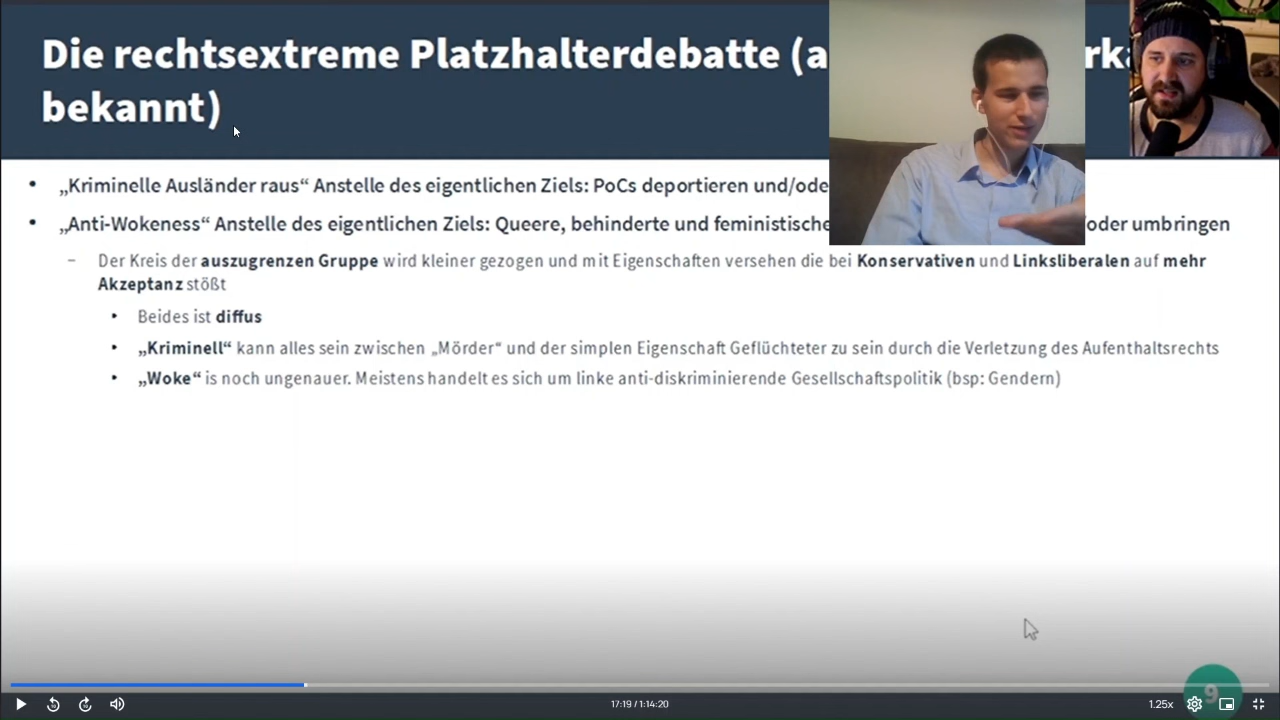 Die rechtsextreme Platzhalterdebatte (a
bekannt)
• „Kriminelle Ausländer raus“ Anstelle des eigentlichen Ziels: PoCs deportieren und/ode
• „Anti-Wokeness“ Anstelle des eigentlichen Ziels: Queere, behinderte und feministische oder umbringen
– Der Kreis der auszugrenzen Gruppe wird kleiner gezogen und mit Eigenschaften versehen die bei Konservativen und Linksliberalen auf mehr
Akzeptanz stößt
• Beides ist diffus
• „Kriminell“ kann alles sein zwischen „Mörder“ und der simplen Eigenschaft Geflüchteter zu sein durch die Verletzung des Aufenthaltsrechts
• „Woke“ is noch ungenauer. Meistens handelt es sich um linke anti-diskriminierende Gesellschaftspolitik (bsp: Gendern)
9
17:19 / 1:14:20
1.25x